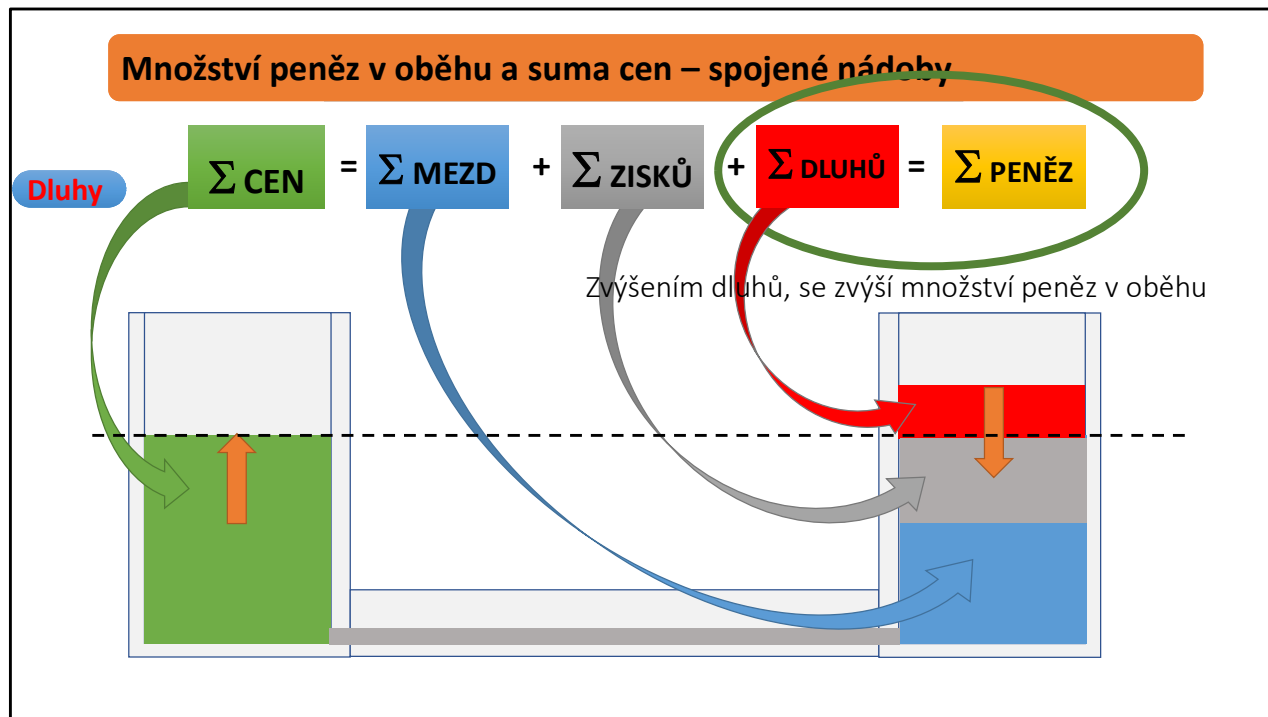 Množství peněz v oběhu a suma cen – spojené nádoby
Σ CEN = Σ MEZD + Σ ZISKŮ + Σ DLUHŮ = Σ PENĚZ
Dluhy
Zvýšením dluhů, se zvýší množství peněz v oběhu